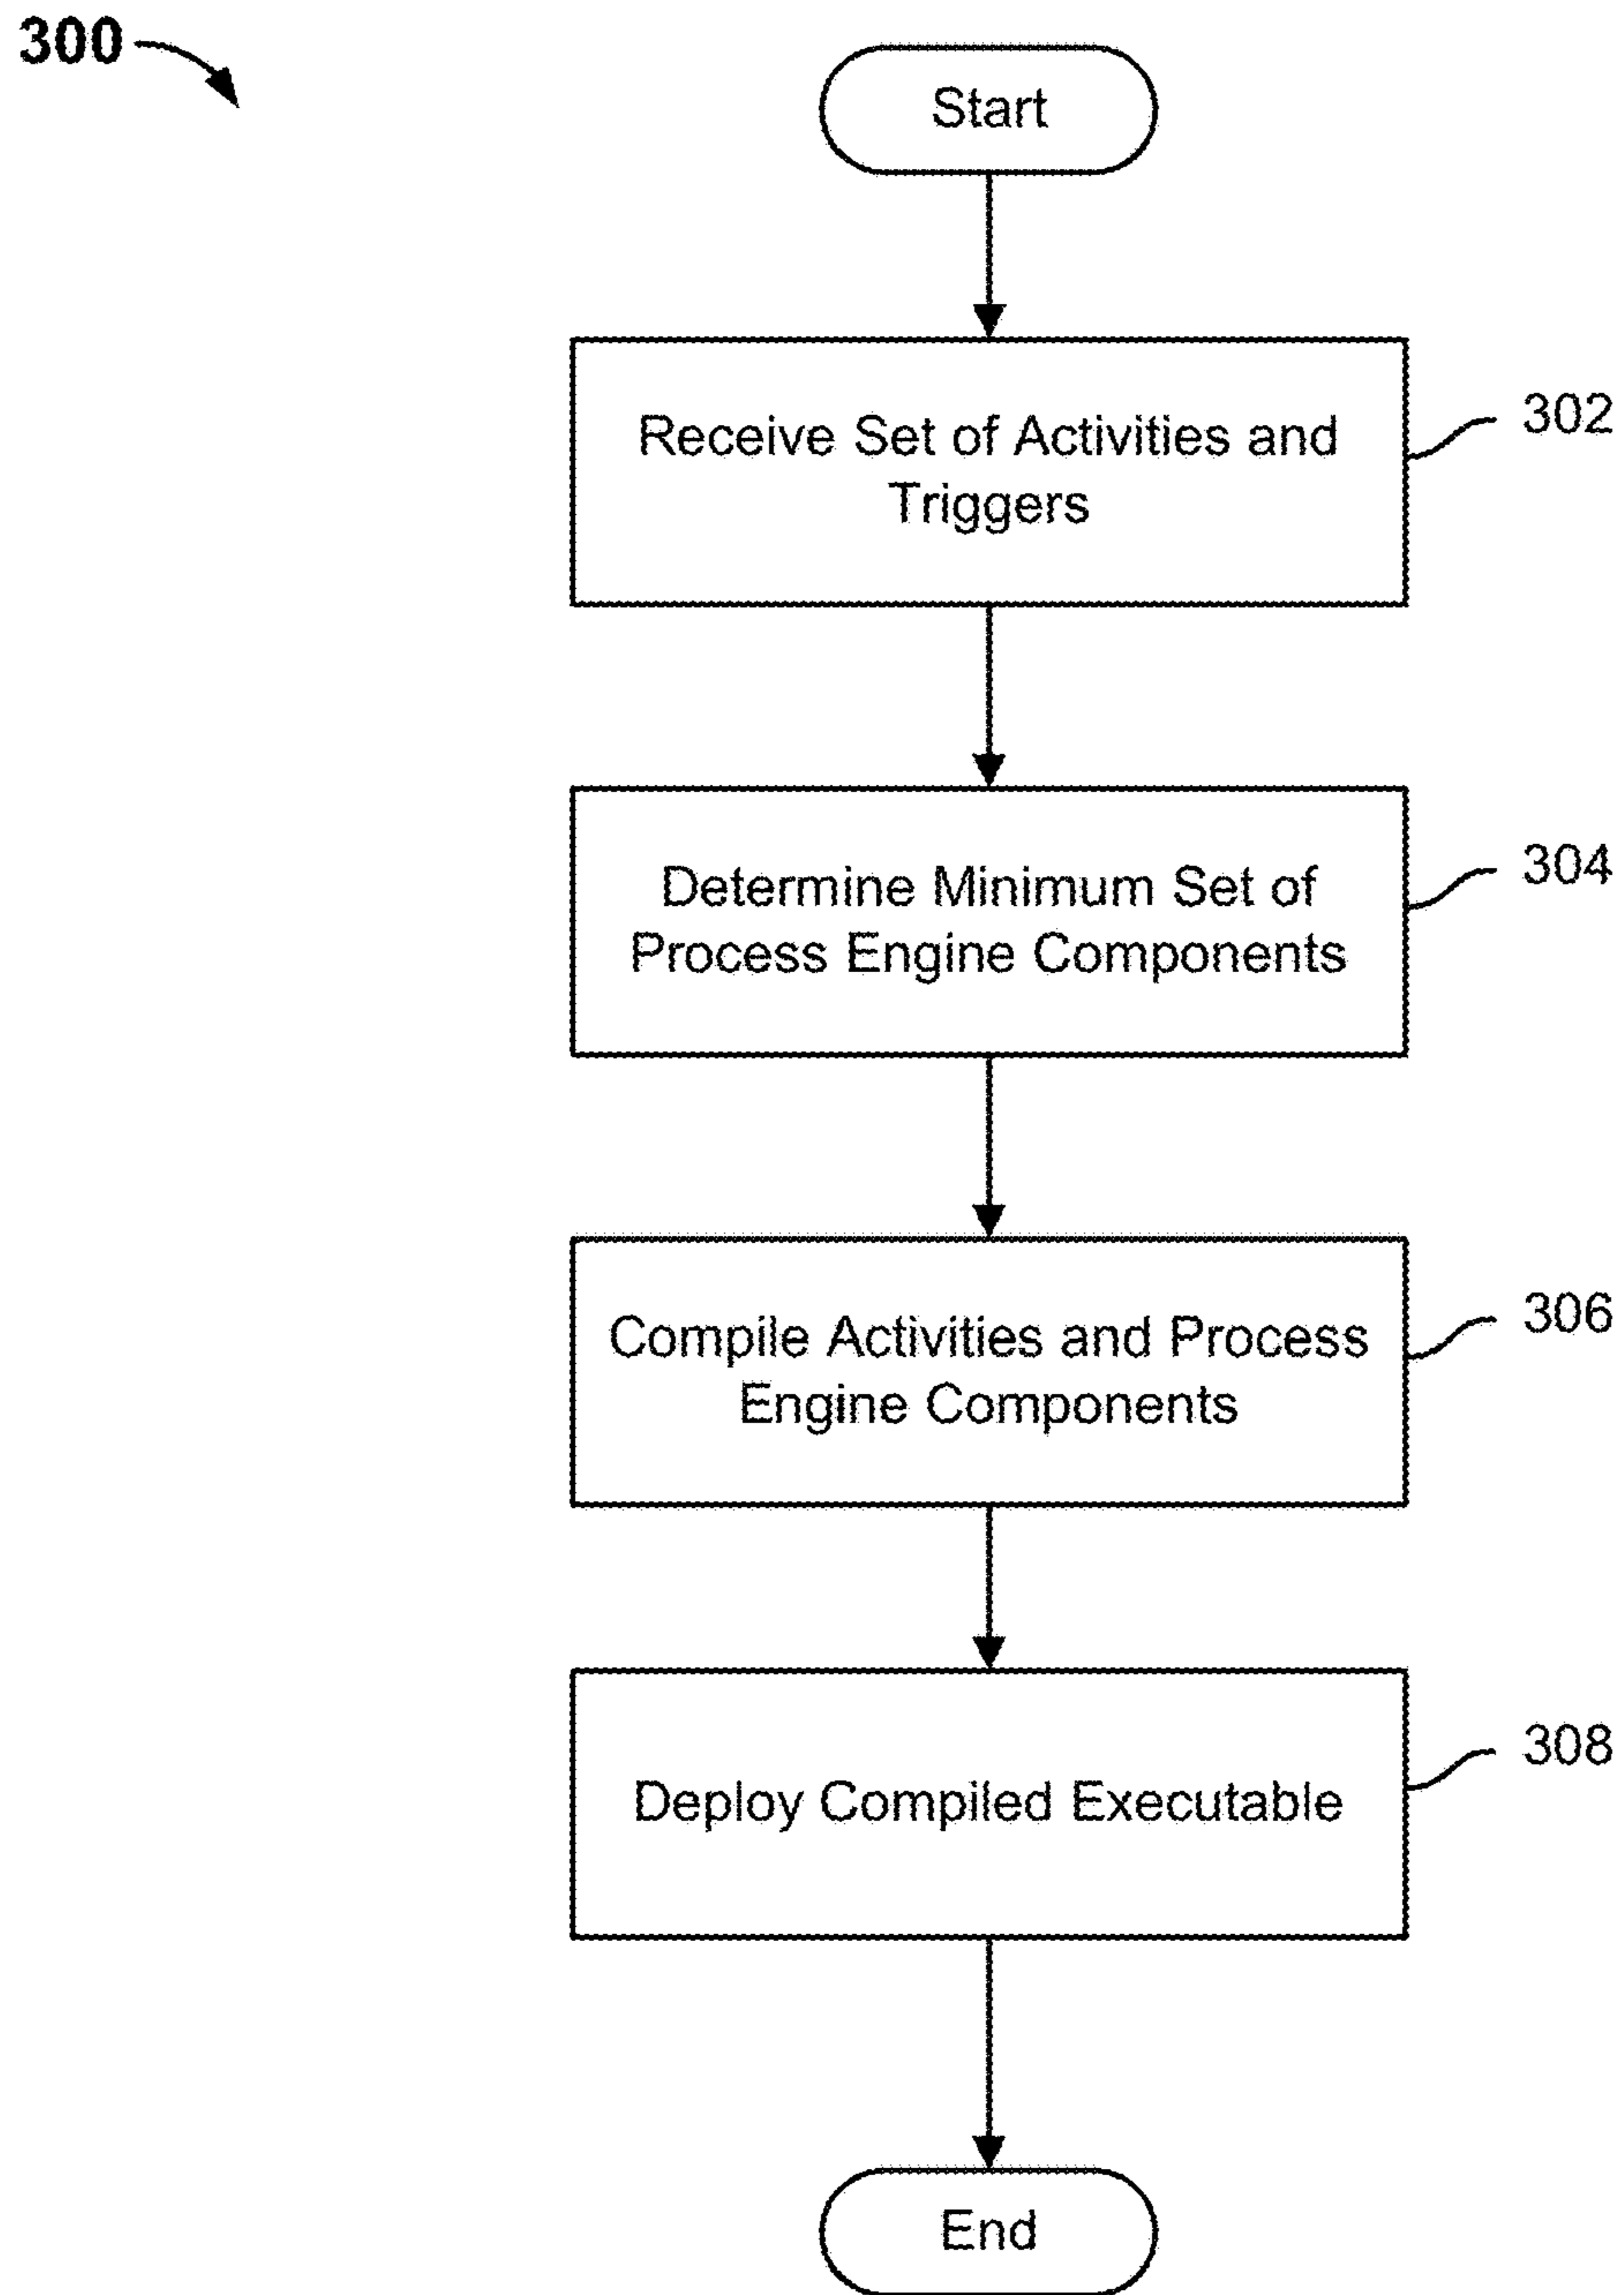 300
Start
Receive Set of Activities and
Triggers
302
Determine Minimum Set of
Process Engine Components
304
Compile Activities and Process
Engine Components
306
Deploy Compiled Executable
308
End